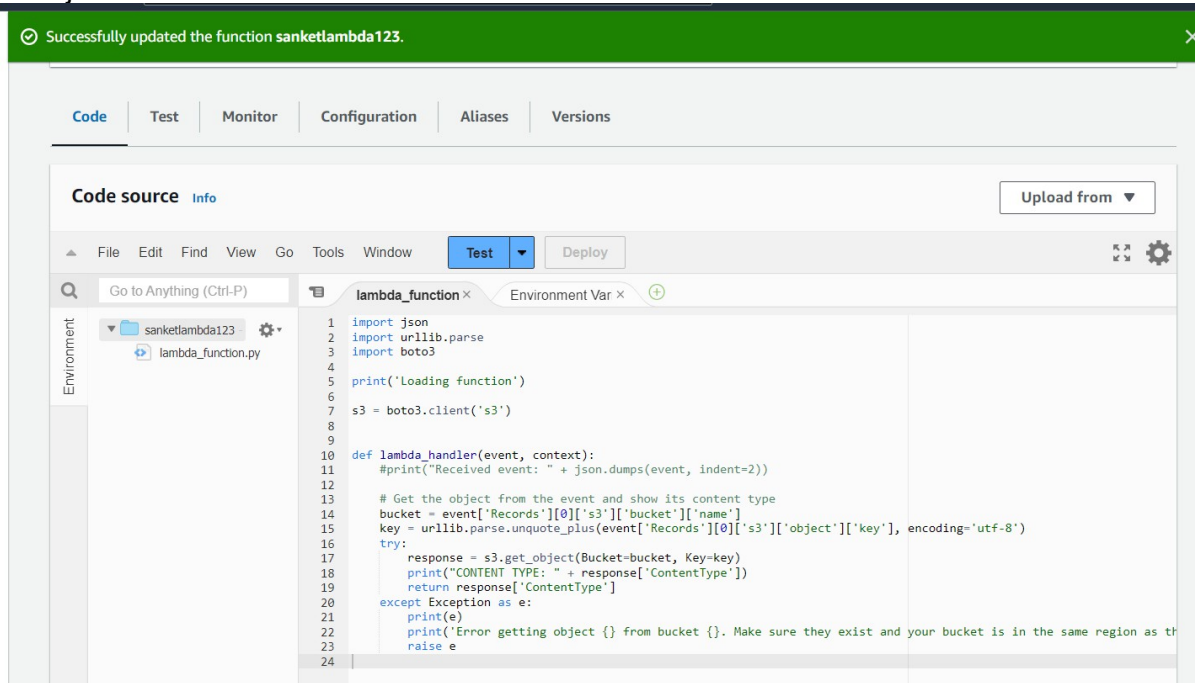 Successfully updated the function sanketlambda123.
Code Test Monitor Configuration Aliases Versions
Code source Info
Upload from
File Edit Find View Go Tools Window Test Deploy
Go to Anything (Ctrl-P)
lambda_function Environment Var
Environment
sanketlambda123
lambda_function.py
1 import json
2 import urllib.parse
3 import boto3
4
5 print('Loading function')
6
7 s3 = boto3.client('s3')
8
9
10 def lambda_handler(event, context):
11 #print("Received event: " + json.dumps(event, indent=2))
12
13 # Get the object from the event and show its content type
14 bucket = event['Records'][0]['s3']['bucket']['name']
15 key = urllib.parse.unquote_plus(event['Records'][0]['s3']['object']['key'], encoding='utf-8')
16 try:
17 response = s3.get_object(Bucket=bucket, Key=key)
18 print("CONTENT TYPE: " + response['ContentType'])
19 return response['ContentType']
20 except Exception as e:
21 print(e)
22 print('Error getting object {} from bucket {}. Make sure they exist and your bucket is in the same region as th
23 raise e
24